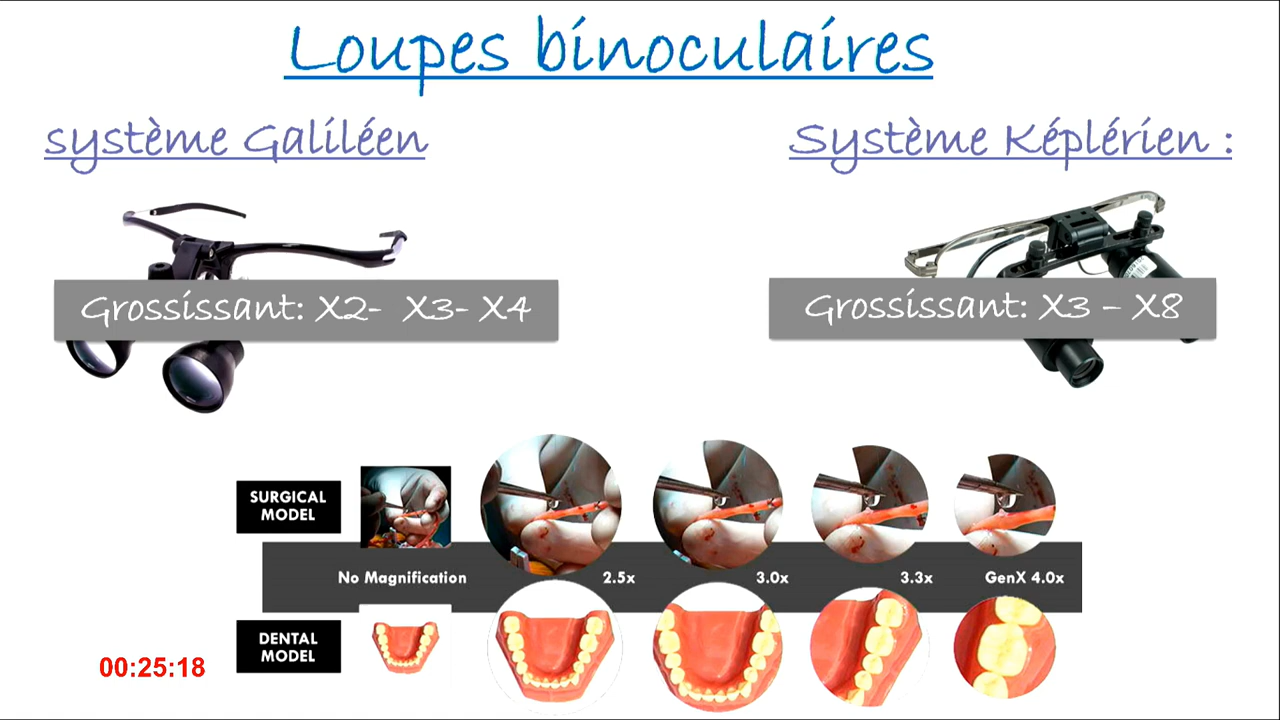 Loupes binoculaires
système Galiléen
Système Képlérien :
Grossissant: X2- X3- X4
Grossissant: X3 – X8
SURGICAL
MODEL
No Magnification
2.5x
3.0x
3.3x
GenX 4.0x
DENTAL
MODEL
00:25:18